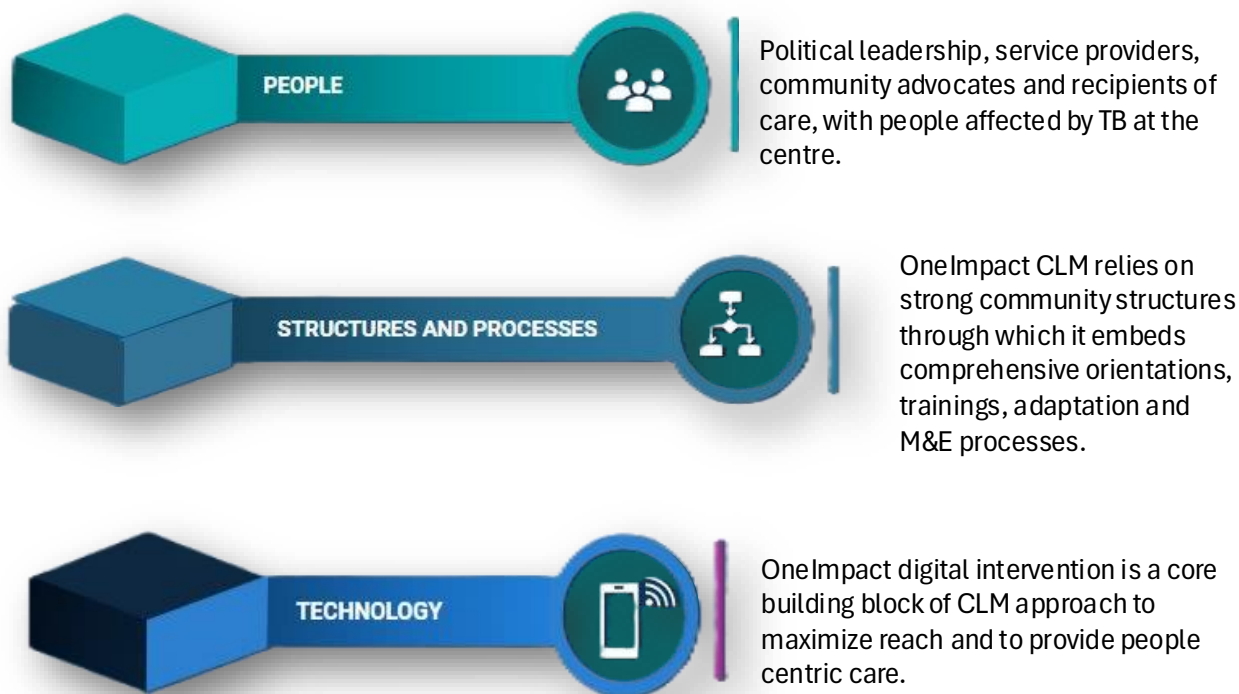 PEOPLE
Political leadership, service providers,
community advocates and recipients of
care, with people affected by TB at the
centre.
STRUCTURES AND PROCESSES
OneImpact CLM relies on
strong community structures
through which it embeds
comprehensive orientations,
trainings, adaptation and
M&E processes.
TECHNOLOGY
OneImpact digital intervention is a core
building block of CLM approach to
maximize reach and to provide people
centric care.